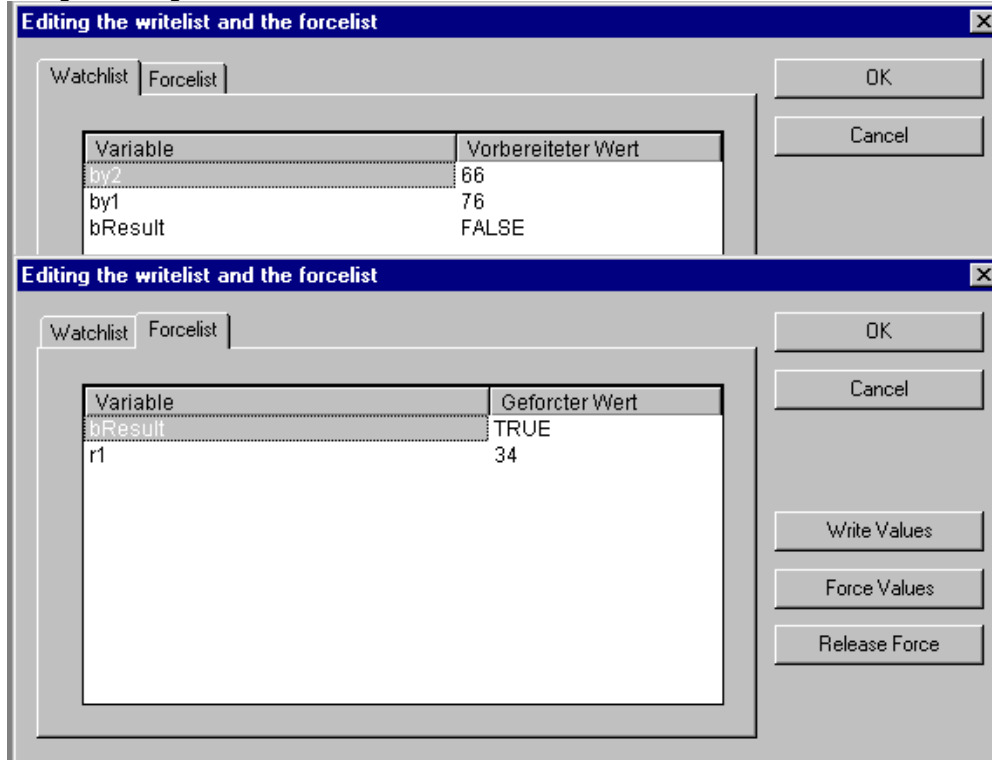 Editing the writelist and the forcelist
Watchlist Forcelist
OK
Cancel
Variable Vorbereiteter Wert
by2 66
by1 76
bResult FALSE
Editing the writelist and the forcelist
Watchlist Forcelist
OK
Cancel
Variable Geforcter Wert
bResult TRUE
r1 34
Write Values
Force Values
Release Force